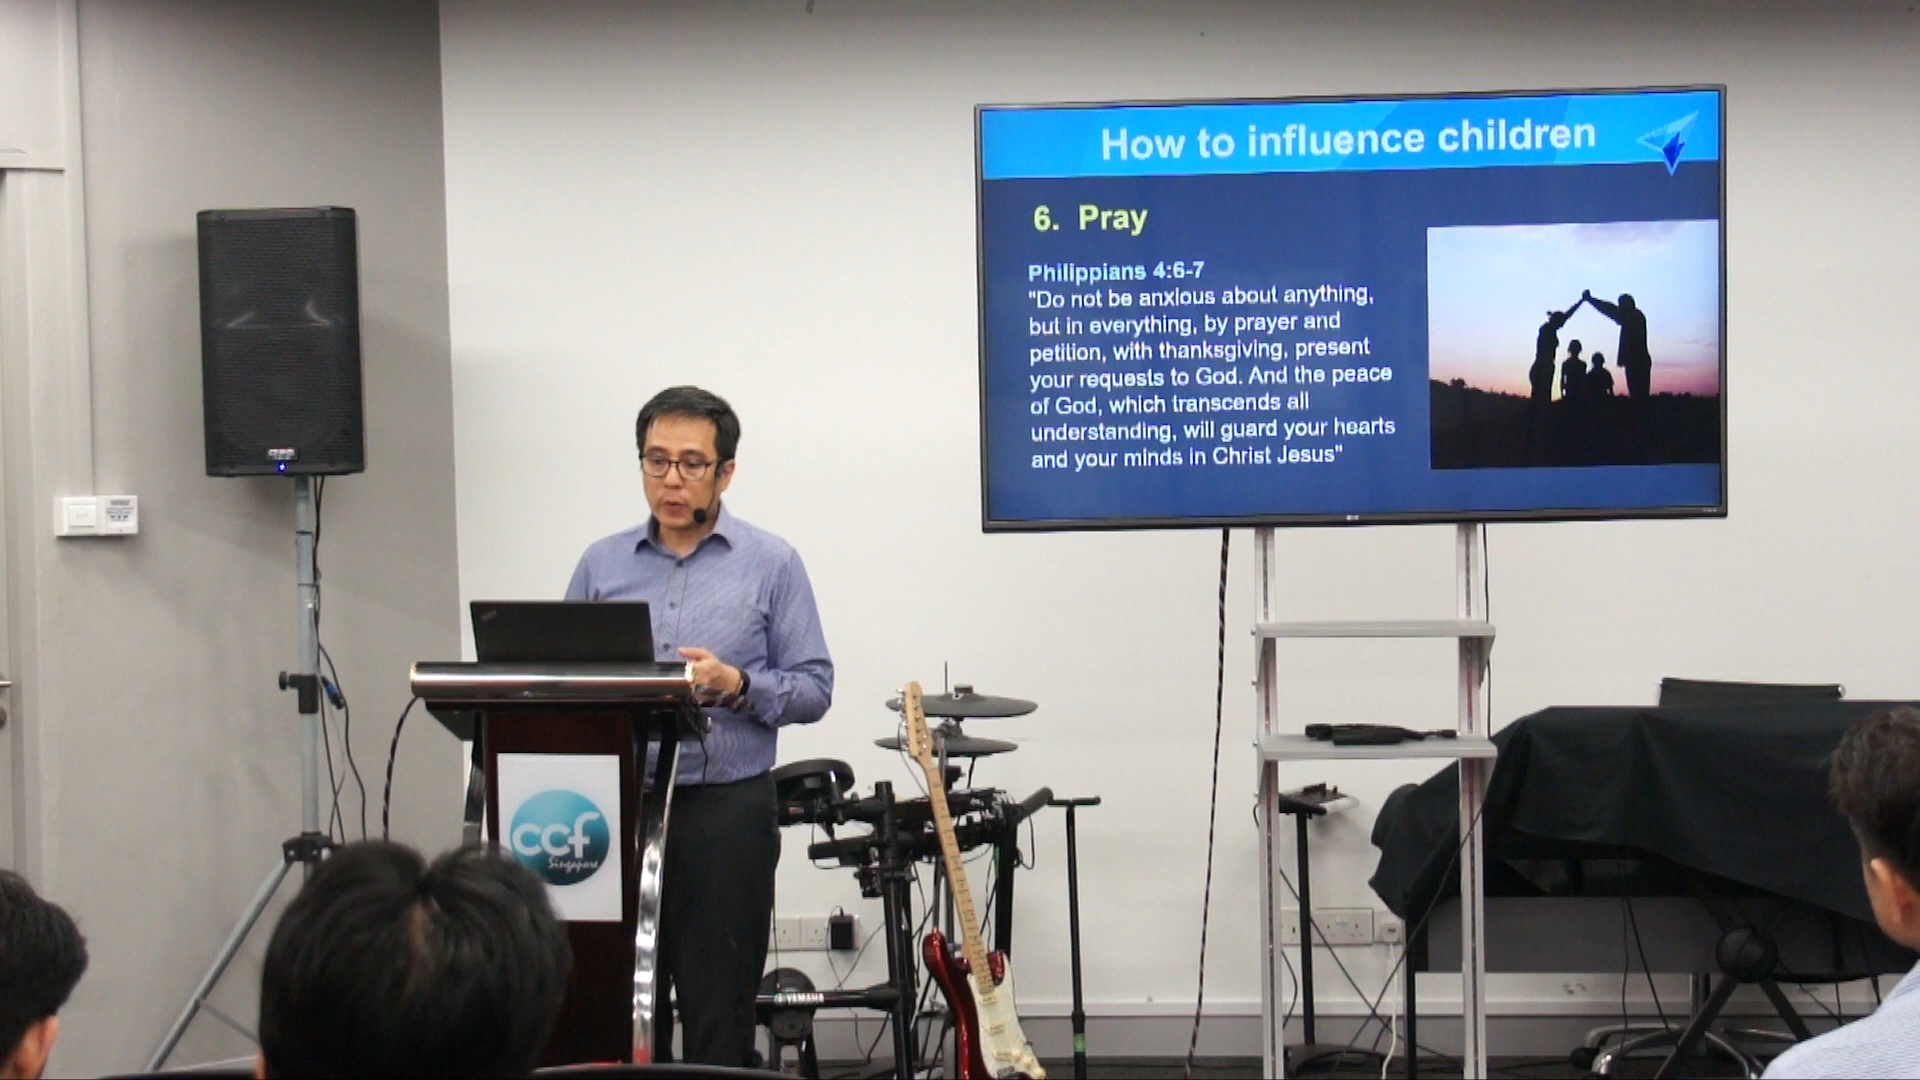 How to influence children
6. Pray
Philippians 4:6-7
"Do not be anxious about anything,
but in everything, by prayer and
petition, with thanksgiving, present
your requests to God. And the peace
of God, which transcends all
understanding, will guard your hearts
and your minds in Christ Jesus"
ccf
Singapore
YAMAHA